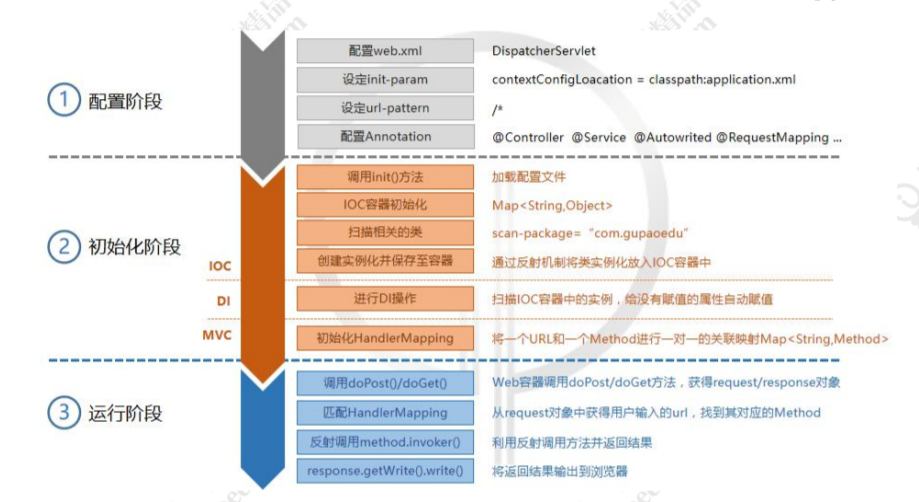 配置web.xml DispatcherServlet
设定init-param contextConfigLoacation = classpath:application.xml
① 配置阶段
设定url-pattern /*
配置Annotation @Controller @Service @Autowrited @RequestMapping ...
调用init()方法 加载配置文件
IOC容器初始化 Map<String,Object>
扫描相关的类 scan-package= “com.gupaoedu”
② 初始化阶段
创建实例化并保存至容器 通过反射机制将类实例化放入IOC容器中
IOC
DI 进行DI操作 扫描IOC容器中的实例，给没有赋值的属性自动赋值
MVC 初始化HandlerMapping 将一个URL和一个Method进行一对一的关联映射Map<String,Method>
调用doPost()/doGet() Web容器调用doPost/doGet方法，获得request/response对象
③ 运行阶段 匹配HandlerMapping 从request对象中获得用户输入的url，找到其对应的Method
反射调用method.invoker() 利用反射调用方法并返回结果
response.getWrite().write() 将返回结果输出到浏览器